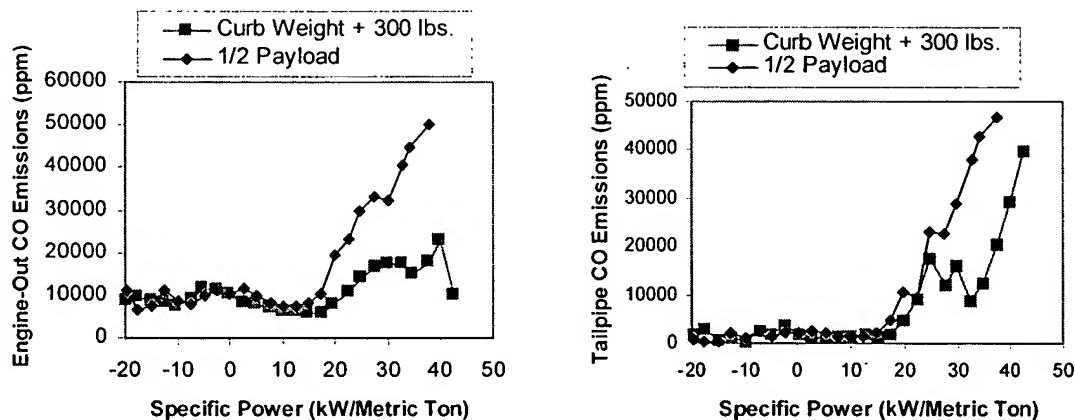 Curb Weight + 300 lbs.
1/2 Payload
Engine-Out CO Emissions (ppm)
60000
50000
40000
30000
20000
10000
0
-20 -10 0 10 20 30 40 50
Specific Power (kW/Metric Ton)
Curb Weight + 300 lbs.
1/2 Payload
Tailpipe CO Emissions (ppm)
50000
40000
30000
20000
10000
0
-20 -10 0 10 20 30 40 50
Specific Power (kW/Metric Ton)